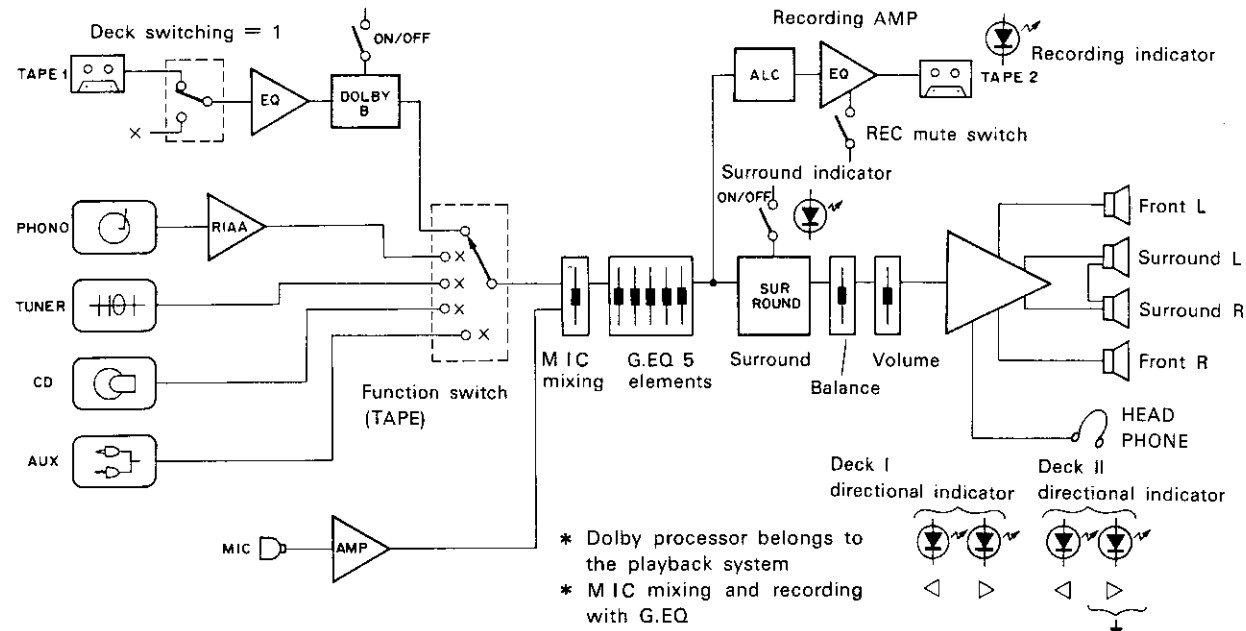 Deck switching = 1
ON/OFF
TAPE 1
EQ
DOLBY
B
Recording AMP
Recording indicator
ALC
EQ
TAPE 2
REC mute switch
Surround indicator
ON/OFF
PHONO
RIAA
TUNER
CD
AUX
Function switch
(TAPE)
MIC
mixing
G.EQ 5
elements
SUR
ROUND
Surround
Balance
Volume
Front L
Surround L
Surround R
Front R
HEAD
PHONE
MIC
AMP
* Dolby processor belongs to
the playback system
* MIC mixing and recording
with G.EQ
Deck I
directional indicator
Deck II
directional indicator